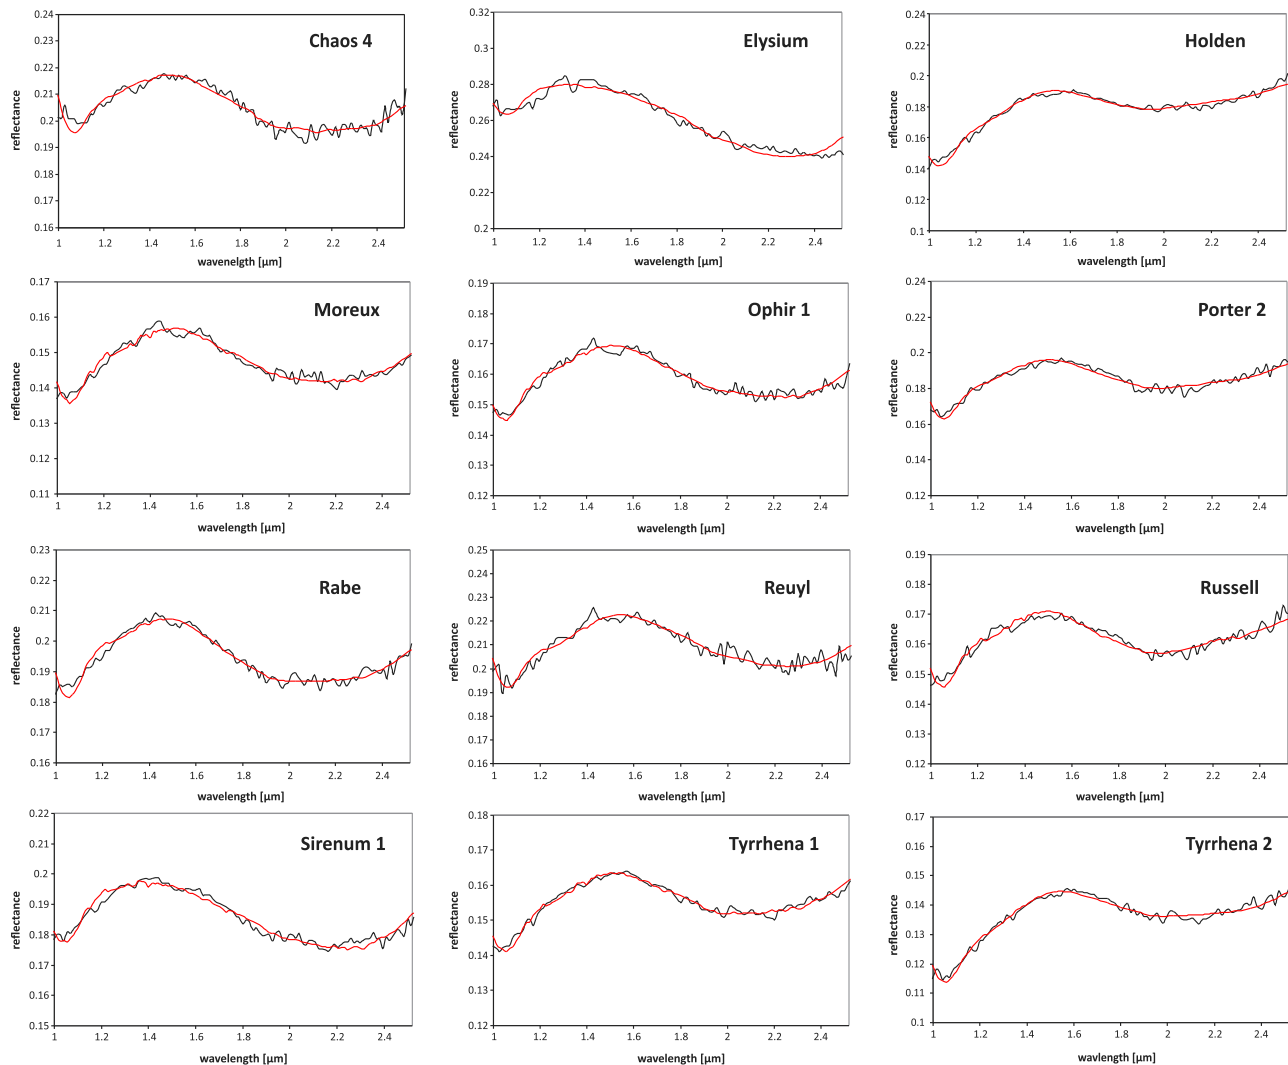 Chaos 4
reflectance
0.24
0.23
0.22
0.21
0.2
0.19
0.18
0.17
0.16
1 1.2 1.4 1.6 1.8 2 2.2 2.4
wavenelgth [µm]
Elysium
reflectance
0.32
0.3
0.28
0.26
0.24
0.22
0.2
1 1.2 1.4 1.6 1.8 2 2.2 2.4
wavelength [µm]
Holden
reflectance
0.24
0.22
0.2
0.18
0.16
0.14
0.12
0.1
1 1.2 1.4 1.6 1.8 2 2.2 2.4
wavelength [µm]
Moreux
reflectance
0.17
0.16
0.15
0.14
0.13
0.12
0.11
1 1.2 1.4 1.6 1.8 2 2.2 2.4
wavelength [µm]
Ophir 1
reflectance
0.19
0.18
0.17
0.16
0.15
0.14
0.13
0.12
1 1.2 1.4 1.6 1.8 2 2.2 2.4
wavelength [µm]
Porter 2
reflectance
0.24
0.22
0.2
0.18
0.16
0.14
0.12
1 1.2 1.4 1.6 1.8 2 2.2 2.4
wavelength [µm]
Rabe
reflectance
0.23
0.22
0.21
0.2
0.19
0.18
0.17
0.16
1 1.2 1.4 1.6 1.8 2 2.2 2.4
wavelength [µm]
Reuyl
reflectance
0.25
0.24
0.23
0.22
0.21
0.2
0.19
0.18
0.17
0.16
1 1.2 1.4 1.6 1.8 2 2.2 2.4
wavelength [µm]
Russell
reflectance
0.19
0.18
0.17
0.16
0.15
0.14
0.13
0.12
1 1.2 1.4 1.6 1.8 2 2.2 2.4
wavelength [µm]
Sirenum 1
reflectance
0.22
0.21
0.2
0.19
0.18
0.17
0.16
0.15
1 1.2 1.4 1.6 1.8 2 2.2 2.4
wavelength [µm]
Tyrrhena 1
reflectance
0.18
0.17
0.16
0.15
0.14
0.13
0.12
1 1.2 1.4 1.6 1.8 2 2.2 2.4
wavelength [µm]
Tyrrhena 2
reflectance
0.17
0.16
0.15
0.14
0.13
0.12
0.11
0.1
1 1.2 1.4 1.6 1.8 2 2.2 2.4
wavelength [µm]